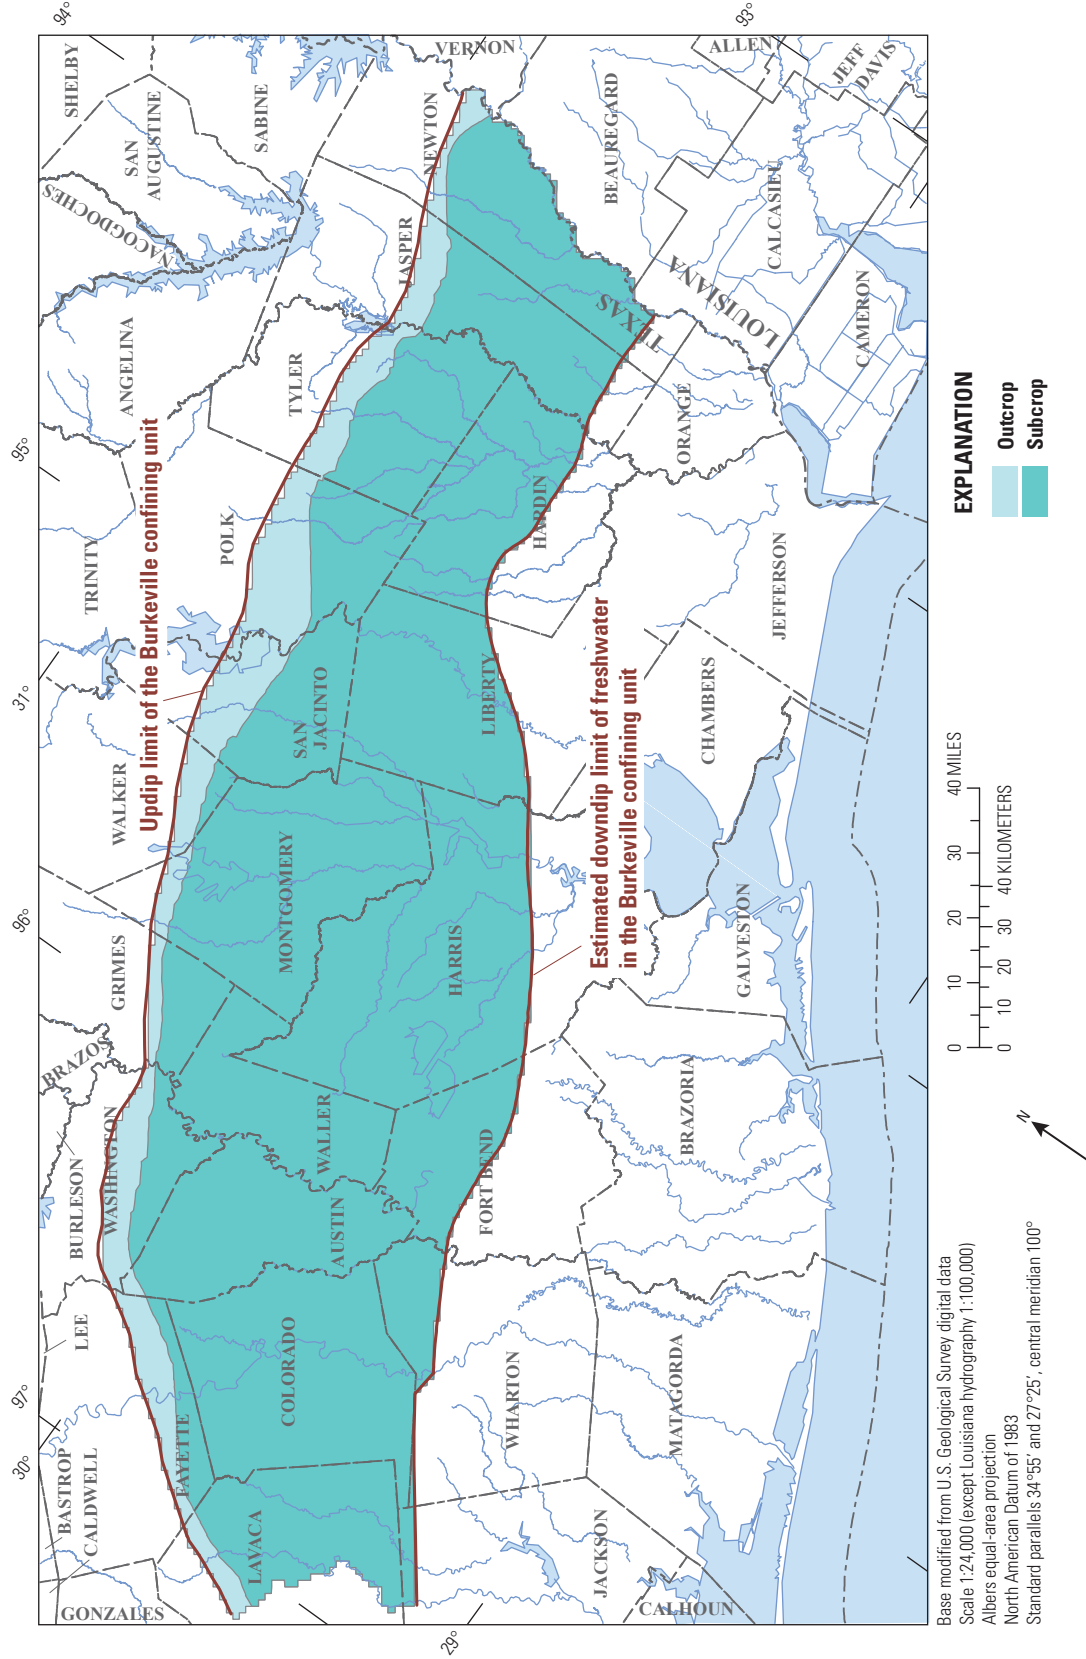 94°
93°
95°
31°
96°
97°
30°
29°
SHELBY
SAN
AUGUSTINE
SABINE
NACOGDOCHES
VERNON
ALLEN
JEFF
DAVIS
BEAUREGARD
NEWTON
JASPER
CALCASIEU
CAMERON
LOUISIANA
TEXAS
ANGELINA
TYLER
ORANGE
HARDIN
TRINITY
POLK
JEFFERSON
Updip limit of the Burkeville confining unit
WALKER
SAN
JACINTO
LIBERTY
CHAMBERS
Estimated downdip limit of freshwater
in the Burkeville confining unit
GRIMES
MONTGOMERY
HARRIS
GALVESTON
BRAZOS
WASHINGTON
BURLESON
WALLER
AUSTIN
FORT BEND
BRAZORIA
LEE
COLORADO
WHARTON
MATAGORDA
BASTROP
CALDWELL
FAYETTE
LAVACA
GONZALES
JACKSON
CALHOUN
EXPLANATION
Outcrop
Subcrop
0 10 20 30 40 MILES
0 10 20 30 40 KILOMETERS
N
Base modified from U.S. Geological Survey digital data
Scale 1:24,000 (except Louisiana hydrography 1:100,000)
Albers equal-area projection
North American Datum of 1983
Standard parallels 34°55' and 27°25', central meridian 100°